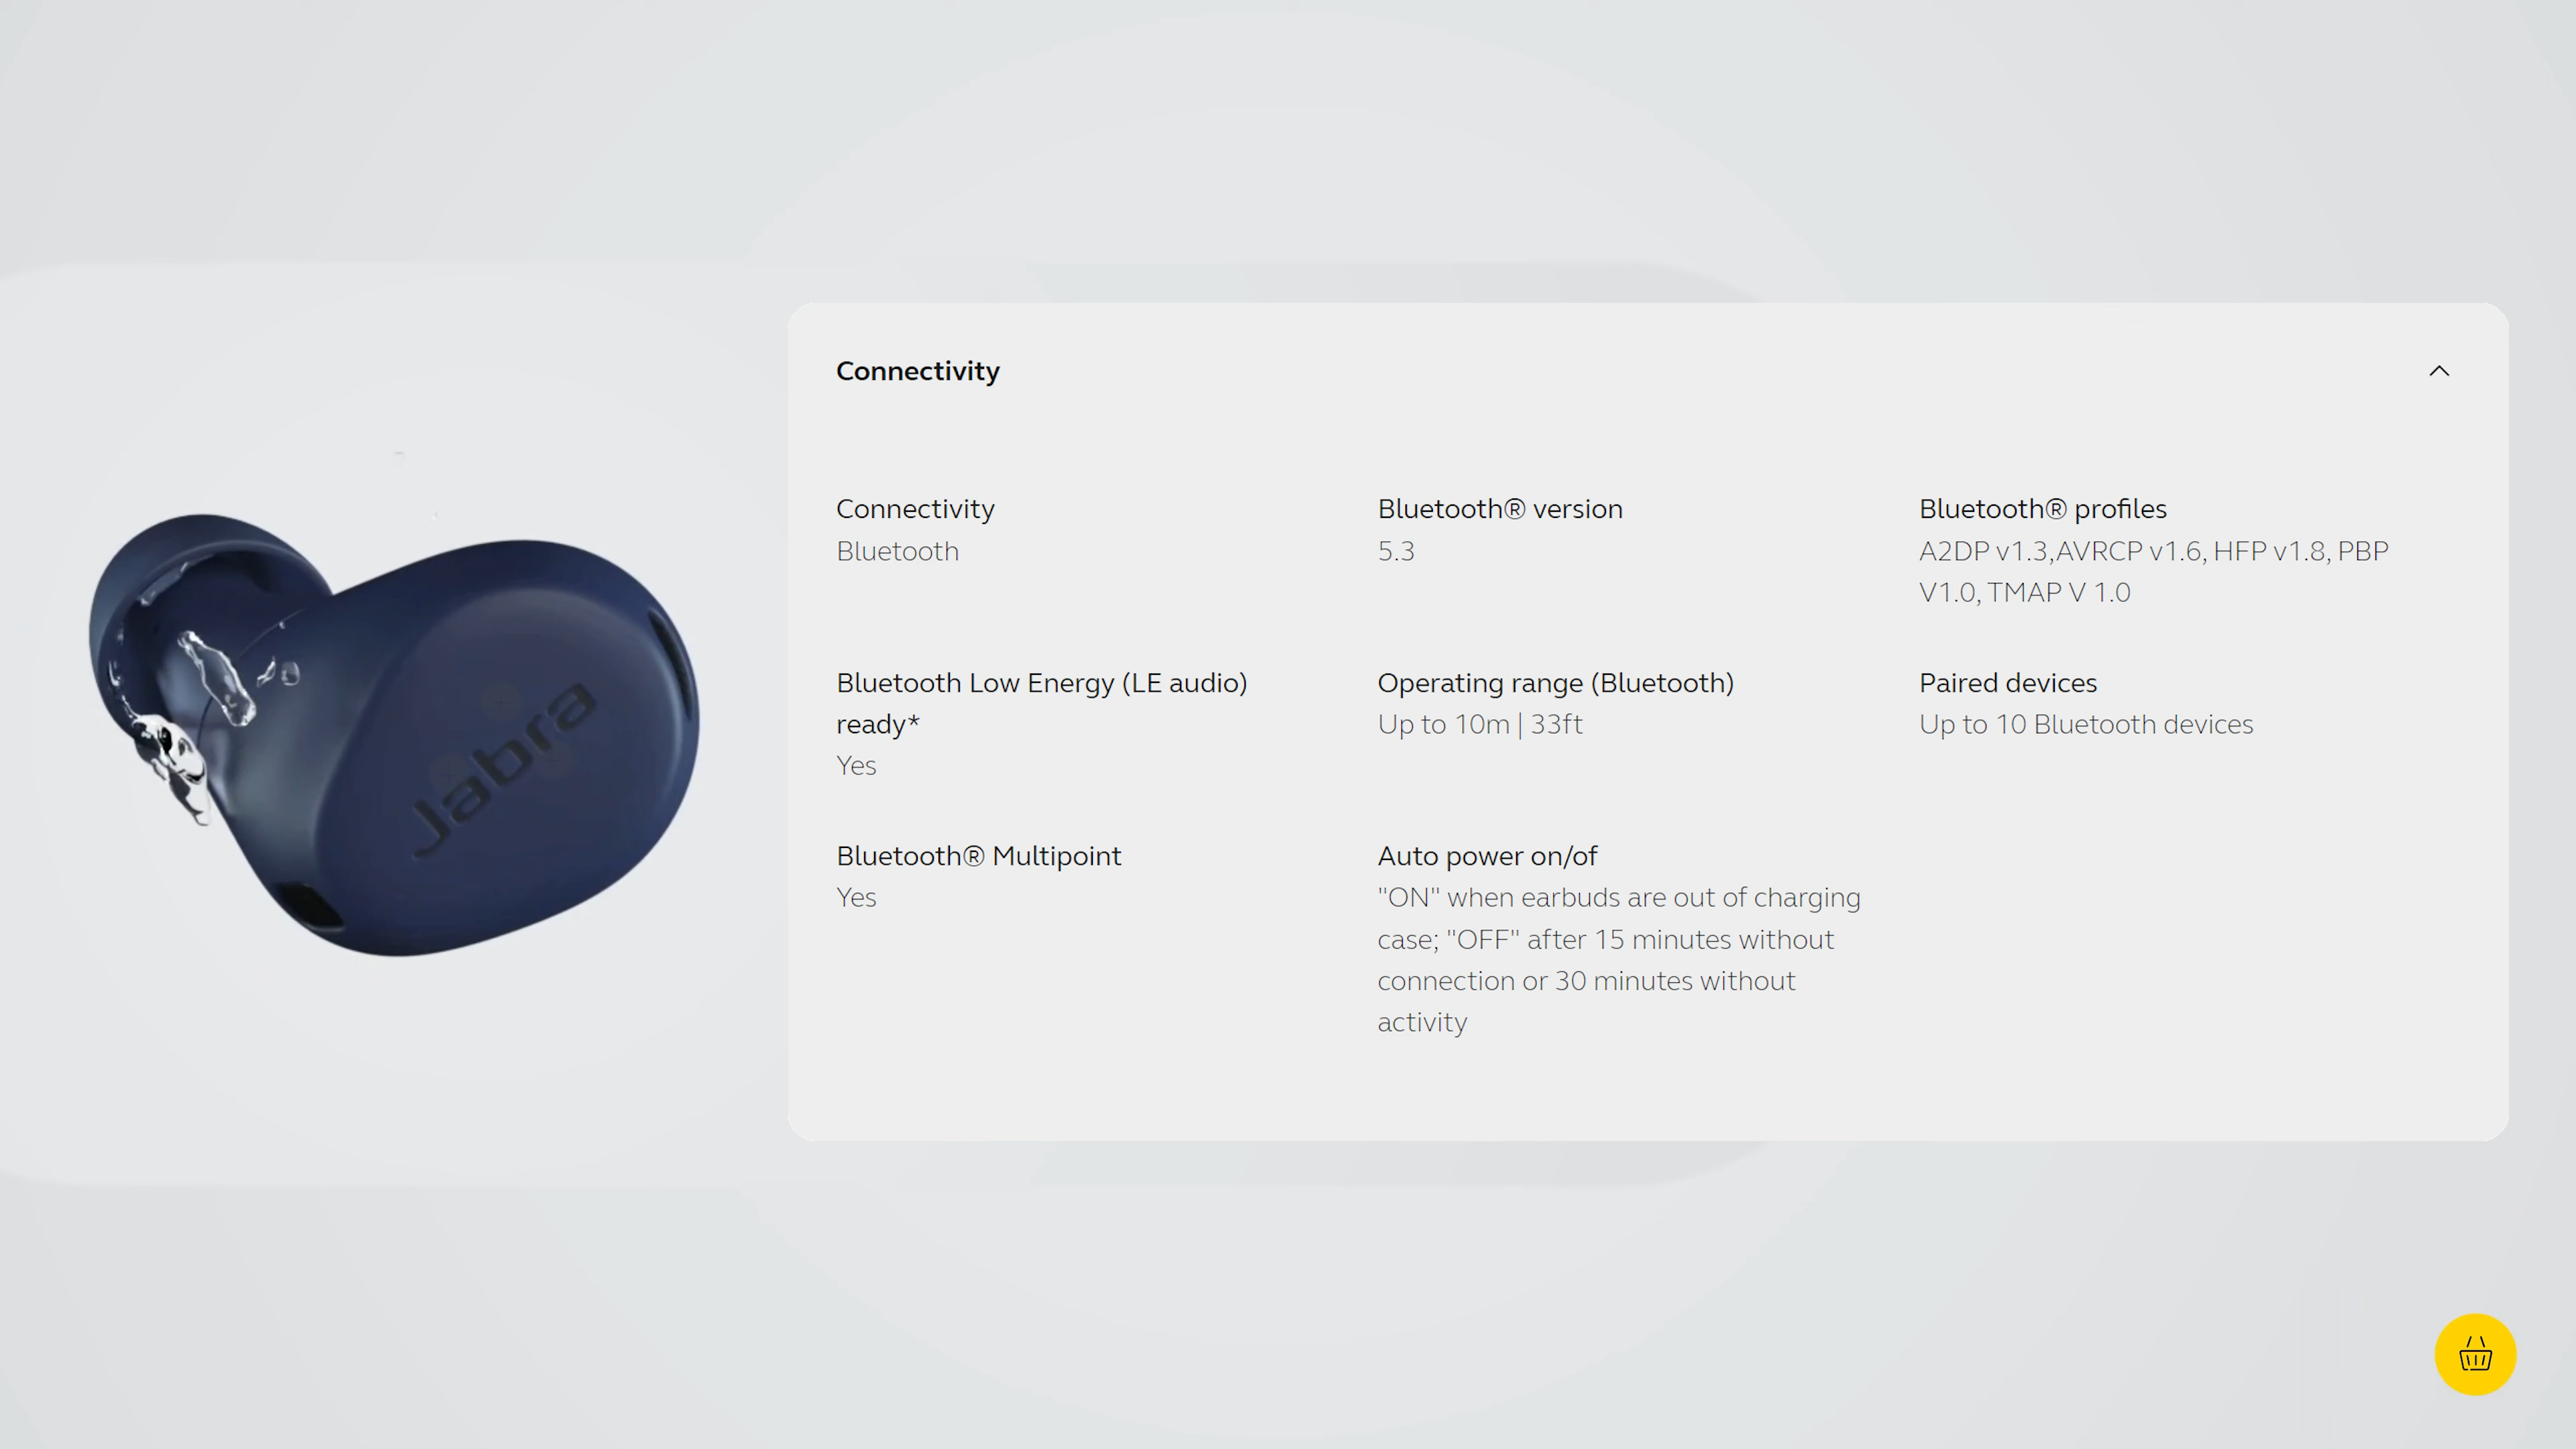 Jabra
Connectivity
Connectivity
Bluetooth
Bluetooth® version
5.3
Bluetooth® profiles
A2DP v1.3,AVRCP v1.6, HFP v1.8, PBP
V1.0, TMAP V 1.0
Bluetooth Low Energy (LE audio)
ready*
Yes
Operating range (Bluetooth)
Up to 10m | 33ft
Paired devices
Up to 10 Bluetooth devices
Bluetooth® Multipoint
Yes
Auto power on/of
"ON" when earbuds are out of charging
case; "OFF" after 15 minutes without
connection or 30 minutes without
activity